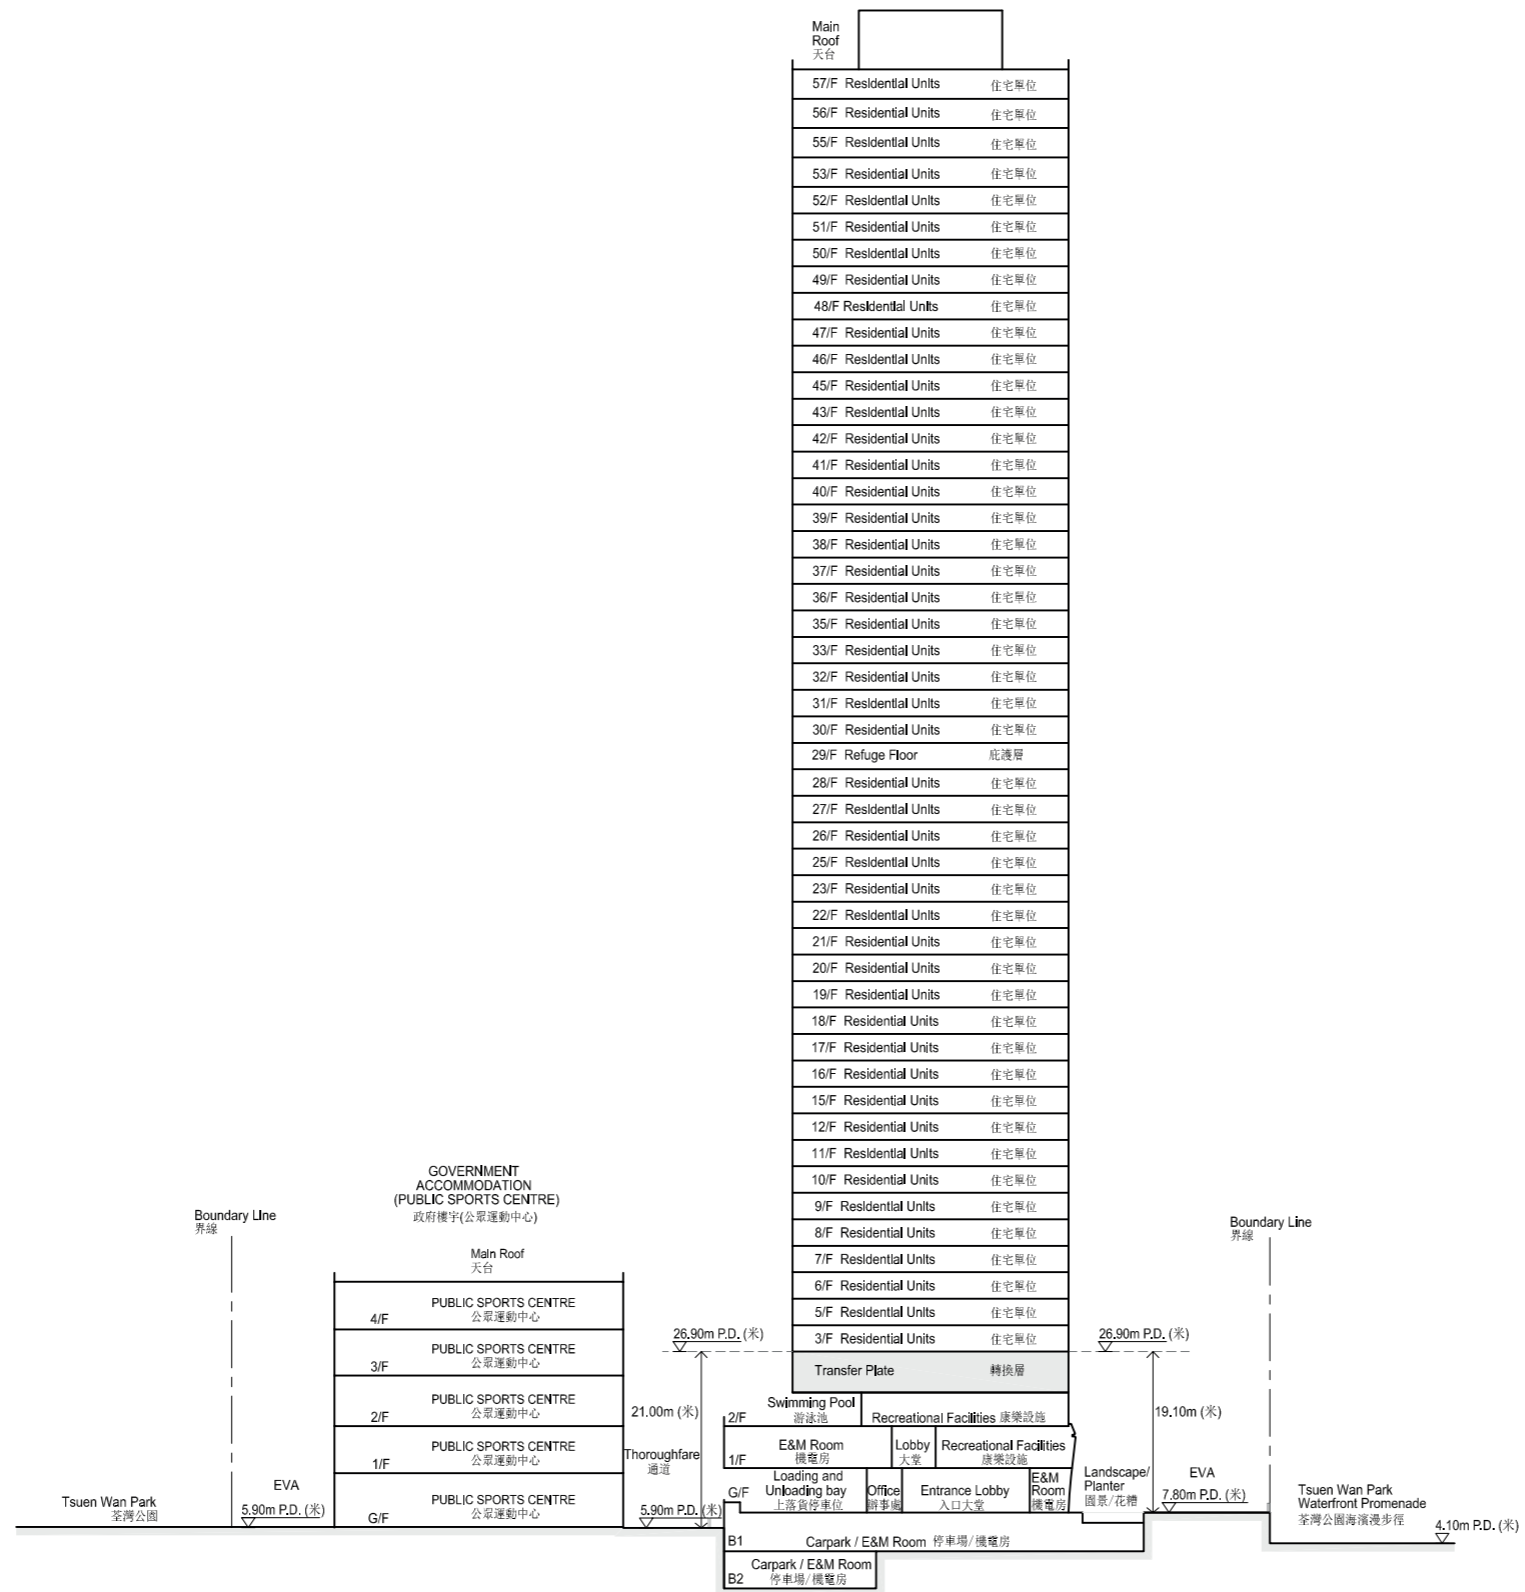 Main
Roof
天台
57/F Residential Units 住宅單位
56/F Residential Units 住宅單位
55/F Residential Units 住宅單位
53/F Residential Units 住宅單位
52/F Residential Units 住宅單位
51/F Residential Units 住宅單位
50/F Residential Units 住宅單位
49/F Residential Units 住宅單位
48/F Residential Units 住宅單位
47/F Residential Units 住宅單位
46/F Residential Units 住宅單位
45/F Residential Units 住宅單位
43/F Residential Units 住宅單位
42/F Residential Units 住宅單位
41/F Residential Units 住宅單位
40/F Residential Units 住宅單位
39/F Residential Units 住宅單位
38/F Residential Units 住宅單位
37/F Residential Units 住宅單位
36/F Residential Units 住宅單位
35/F Residential Units 住宅單位
33/F Residential Units 住宅單位
32/F Residential Units 住宅單位
31/F Residential Units 住宅單位
30/F Residential Units 住宅單位
29/F Refuge Floor 庇護層
28/F Residential Units 住宅單位
27/F Residential Units 住宅單位
26/F Residential Units 住宅單位
25/F Residential Units 住宅單位
23/F Residential Units 住宅單位
22/F Residential Units 住宅單位
21/F Residential Units 住宅單位
20/F Residential Units 住宅單位
19/F Residential Units 住宅單位
18/F Residential Units 住宅單位
17/F Residential Units 住宅單位
16/F Residential Units 住宅單位
15/F Residential Units 住宅單位
12/F Residential Units 住宅單位
11/F Residential Units 住宅單位
10/F Residential Units 住宅單位
9/F Residential Units 住宅單位
8/F Residential Units 住宅單位
7/F Residential Units 住宅單位
6/F Residential Units 住宅單位
5/F Residential Units 住宅單位
3/F Residential Units 住宅單位
Transfer Plate 轉換層
GOVERNMENT
ACCOMMODATION
(PUBLIC SPORTS CENTRE)
政府樓宇(公眾運動中心)
Boundary Line
界線
Main Roof
天台
PUBLIC SPORTS CENTRE
4/F 公眾運動中心
PUBLIC SPORTS CENTRE
3/F 公眾運動中心
PUBLIC SPORTS CENTRE
2/F 公眾運動中心
PUBLIC SPORTS CENTRE
1/F 公眾運動中心
PUBLIC SPORTS CENTRE
G/F 公眾運動中心
Tsuen Wan Park
荃灣公園
EVA
5.90m P.D. (米)
26.90m P.D. (米)
21.00m (米)
Thoroughfare
通道
5.90m P.D. (米)
Swimming Pool
游泳池
2/F
Recreational Facilities 康樂設施
E&M Room
機電房
1/F
Lobby
大堂
Recreational Facilities
康樂設施
Loading and
Unloading bay
上落貨停車位
G/F
Office
辦事處
Entrance Lobby
入口大堂
E&M
Room
機電房
B1 Carpark / E&M Room 停車場/機電房
Carpark / E&M Room
B2 停車場/機電房
Landscape/
Planter
園景/花糟
26.90m P.D. (米)
19.10m (米)
EVA
7.80m P.D. (米)
Boundary Line
界線
Tsuen Wan Park
Waterfront Promenade
荃灣公園海濱漫步徑
4.10m P.D. (米)